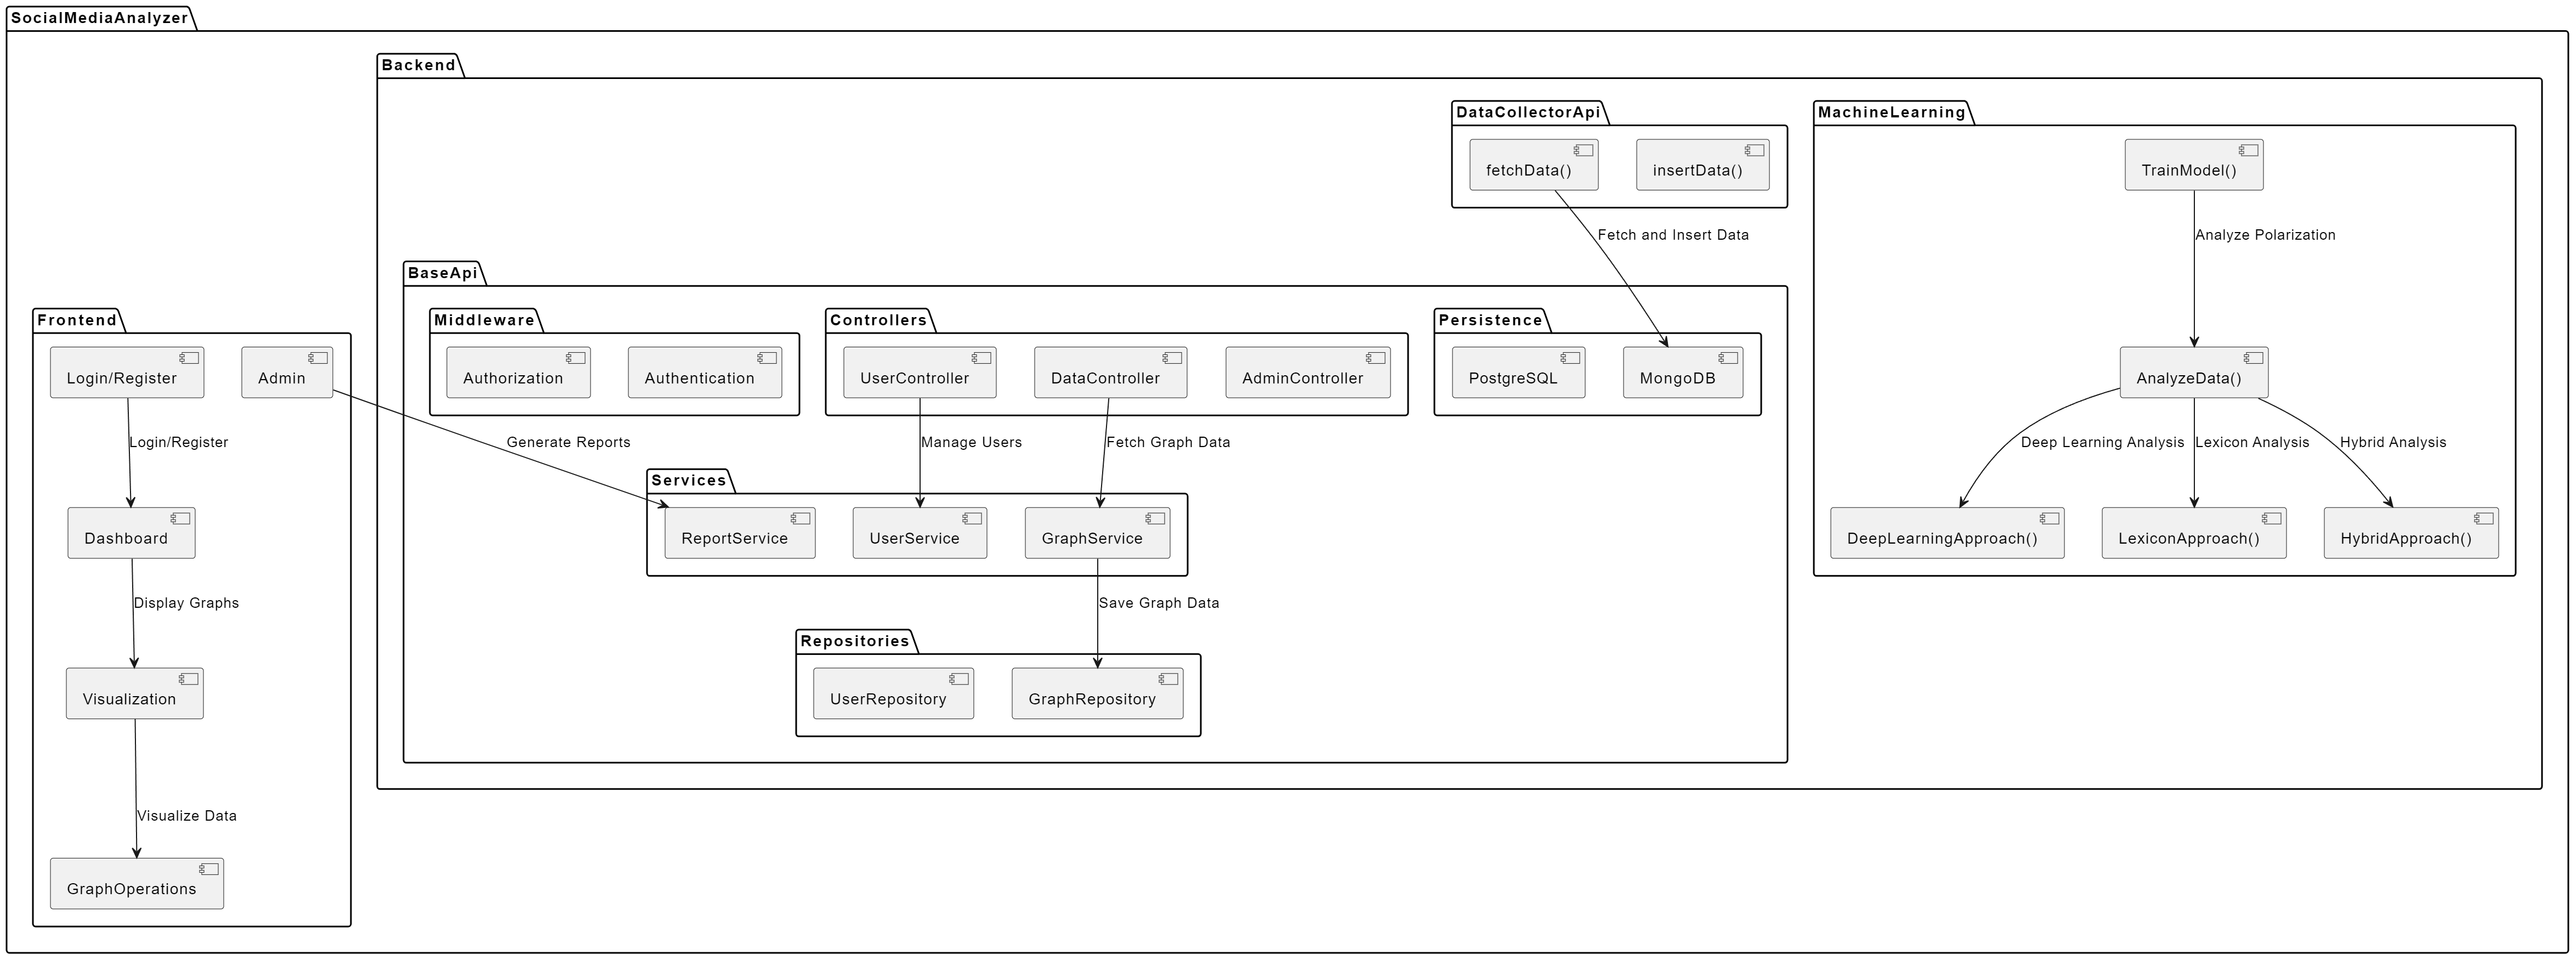 SocialMediaAnalyzer
Backend
DataCollectorApi
MachineLearning
fetchData()
insertData()
TrainModel()
Fetch and Insert Data
Analyze Polarization
BaseApi
Frontend
Middleware
Controllers
Persistence
Login/Register
Admin
Authorization
Authentication
UserController
DataController
AdminController
PostgreSQL
MongoDB
AnalyzeData()
Login/Register
Generate Reports
Manage Users
Fetch Graph Data
Deep Learning Analysis
Lexicon Analysis
Hybrid Analysis
Services
Dashboard
ReportService
UserService
GraphService
DeepLearningApproach()
LexiconApproach()
HybridApproach()
Display Graphs
Save Graph Data
Repositories
Visualization
UserRepository
GraphRepository
Visualize Data
GraphOperations